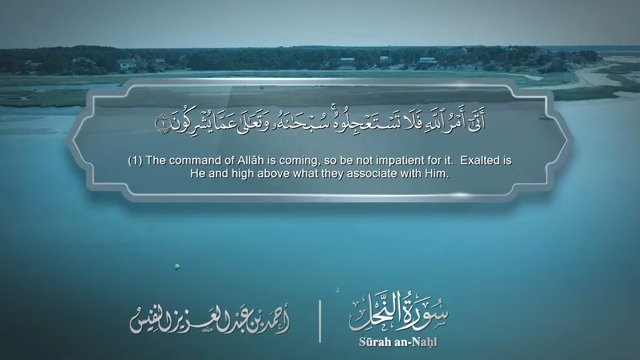 أَتَىٰٓ أَمْرُ ٱللَّهِ فَلَا تَسْتَعْجِلُوهُ ۚ سُبْحَـٰنَهُۥ وَتَعَـٰلَىٰ عَمَّا يُشْرِكُونَ ١
(1) The command of Allāh is coming, so be not impatient for it. Exalted is
He and high above what they associate with Him.
أحمد بن عبد العزيز النفيس | سُورَةُ النَّحْل
Sūrah an-Naḥl